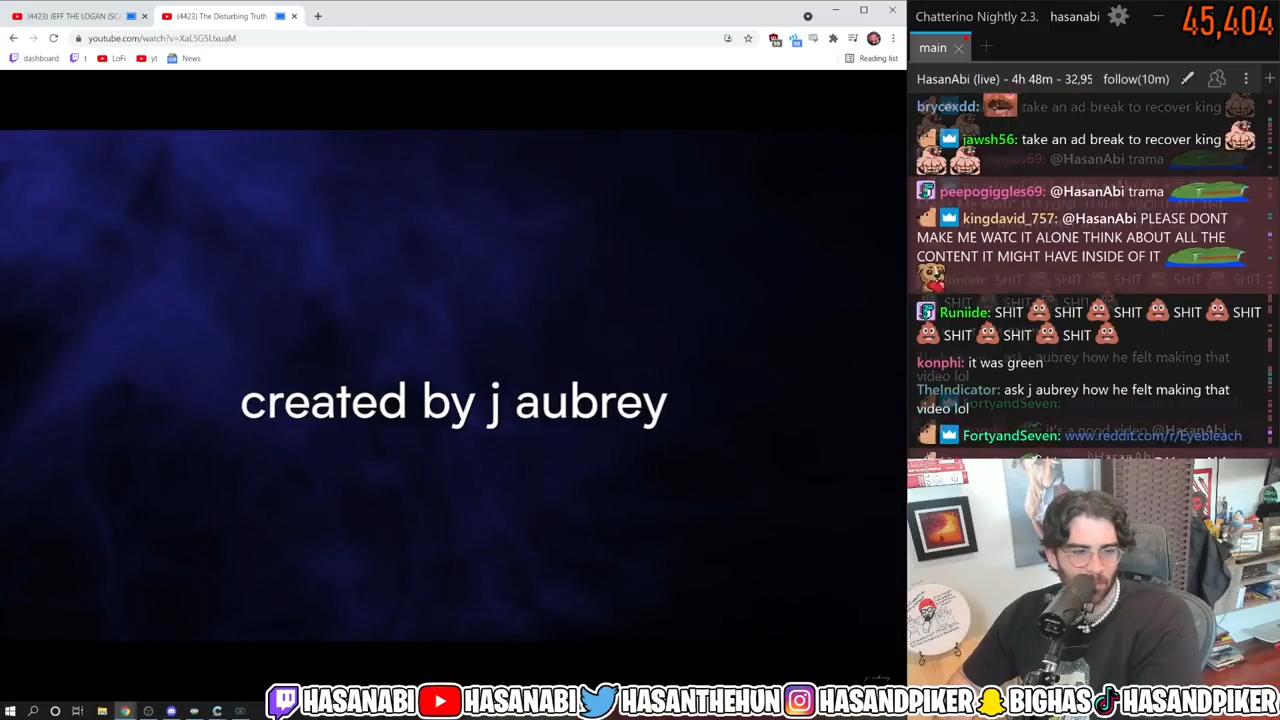 (4423) JEFF THE LOGAN (SC
(4423) The Disturbing Truth
youtube.com/watch?v=XaL5G5UxuaM
dashboard
t
LoFi
yt
News
Reading list
created by j aubrey
Chatterino Nightly 2.3.
hasanabi
45,404
main
HasanAbi (live) - 4h 48m - 32,95
follow(10m)
brycexdd: take an ad break to recover king
jawsh56: take an ad break to recover king
peepogiggles69: @HasanAbi trama
kingdavid_757: @HasanAbi PLEASE DONT
MAKE ME WATC IT ALONE THINK ABOUT ALL THE
CONTENT IT MIGHT HAVE INSIDE OF IT
Runiide: SHIT 💩 SHIT 💩 SHIT 💩 SHIT 💩 SHIT
💩 SHIT 💩 SHIT 💩 SHIT 💩
konphi: it was green
TheIndicator: ask j aubrey how he felt making that
video lol
FortyandSeven: www.reddit.com/r/Eyebleach
HASANABI
HASANABI
HASANTHEHUN
HASANDPIKER
BIGHAS
HASANDPIKER